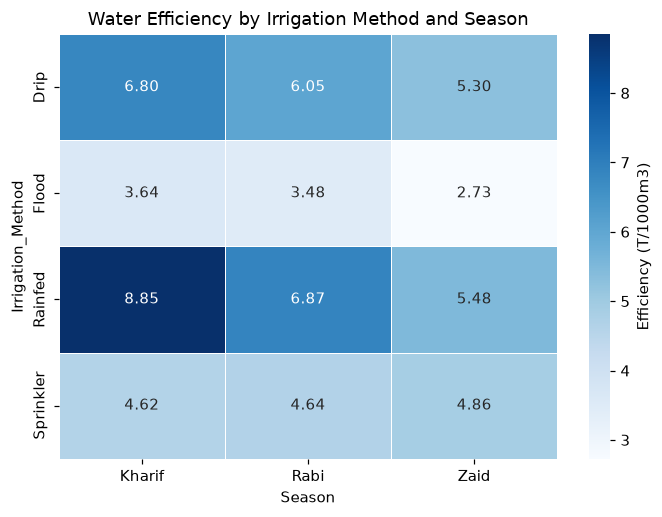 Water Efficiency by Irrigation Method and Season
Irrigation_Method
Drip
6.80 6.05 5.30
Flood
3.64 3.48 2.73
Rainfed
8.85 6.87 5.48
Sprinkler
4.62 4.64 4.86
Kharif Rabi Zaid
Season
8
7
6
5
4
3
Efficiency (T/1000m3)